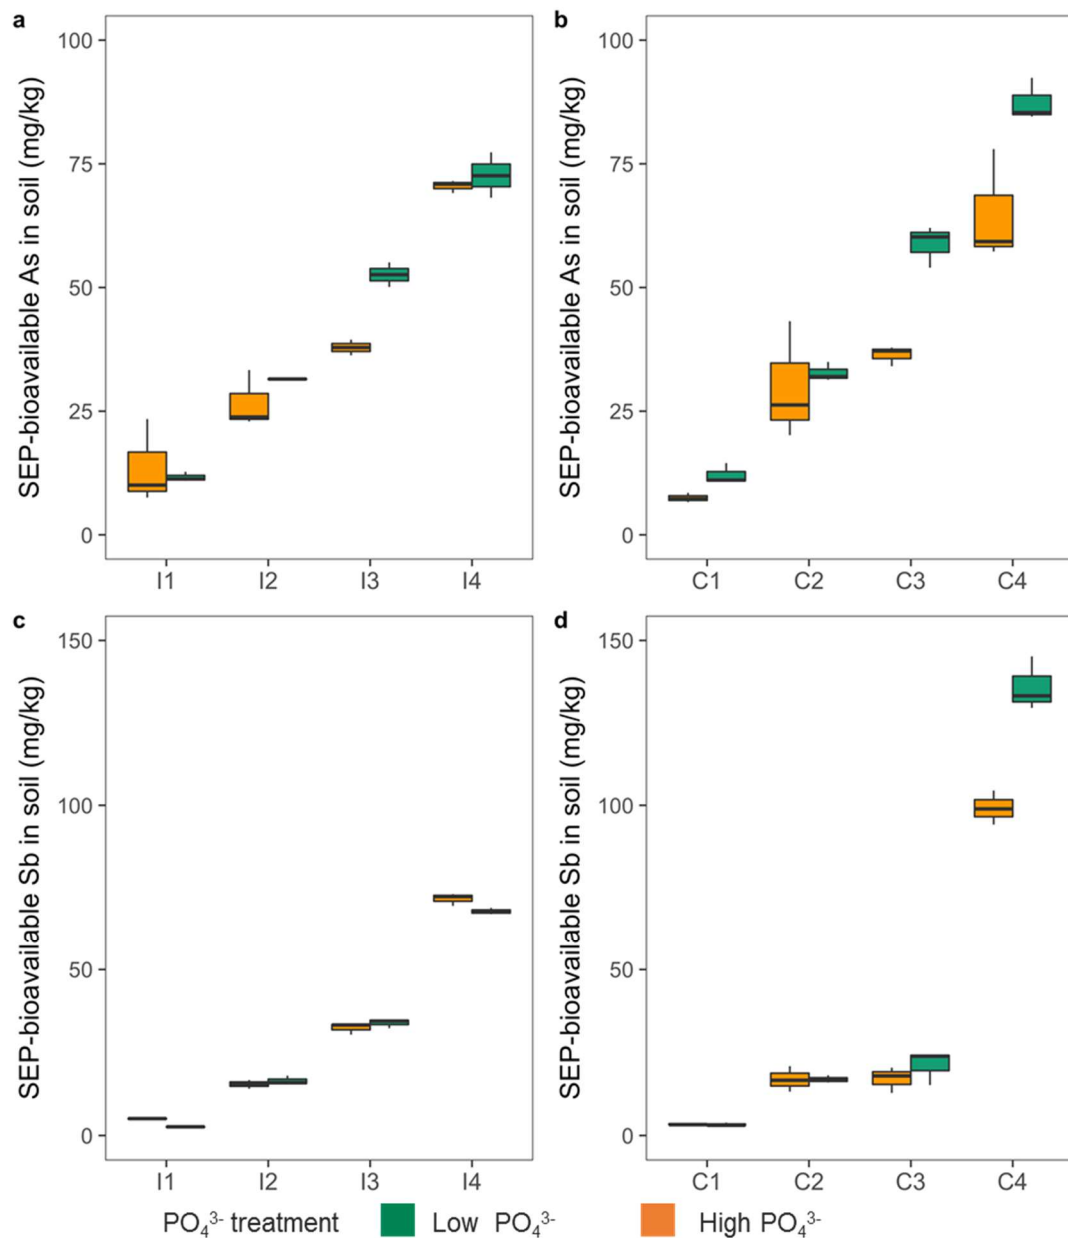 a
SEP-bioavailable As in soil (mg/kg)
100
75
50
25
0
I1 I2 I3 I4
b
SEP-bioavailable As in soil (mg/kg)
100
75
50
25
0
C1 C2 C3 C4
c
SEP-bioavailable Sb in soil (mg/kg)
150
100
50
0
I1 I2 I3 I4
d
SEP-bioavailable Sb in soil (mg/kg)
150
100
50
0
C1 C2 C3 C4
PO₄³⁻ treatment Low PO₄³⁻ High PO₄³⁻